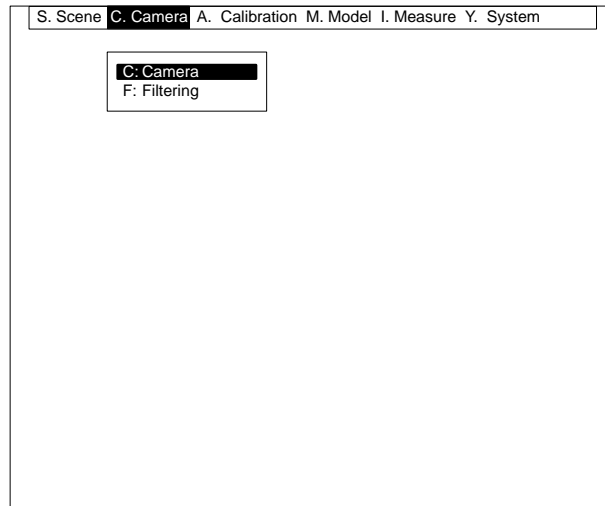 S. Scene C. Camera A. Calibration M. Model I. Measure Y. System
C: Camera
F: Filtering